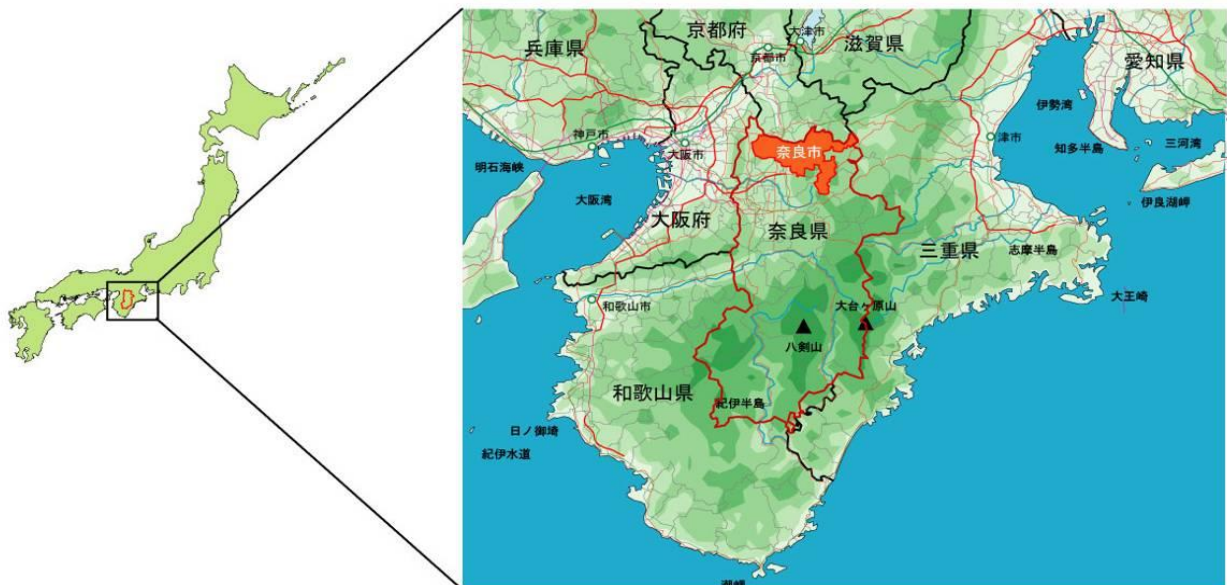 京都府
大津市
滋賀県
兵庫県
京都市
愛知県
伊勢湾
神戸市
大阪市
奈良市
津市
知多半島
三河湾
明石海峡
大阪湾
伊良湖岬
大阪府
奈良県
三重県
志摩半島
和歌山市
大台ヶ原山
大王崎
八剣山
和歌山県
紀伊半島
日ノ御埼
紀伊水道
潮岬